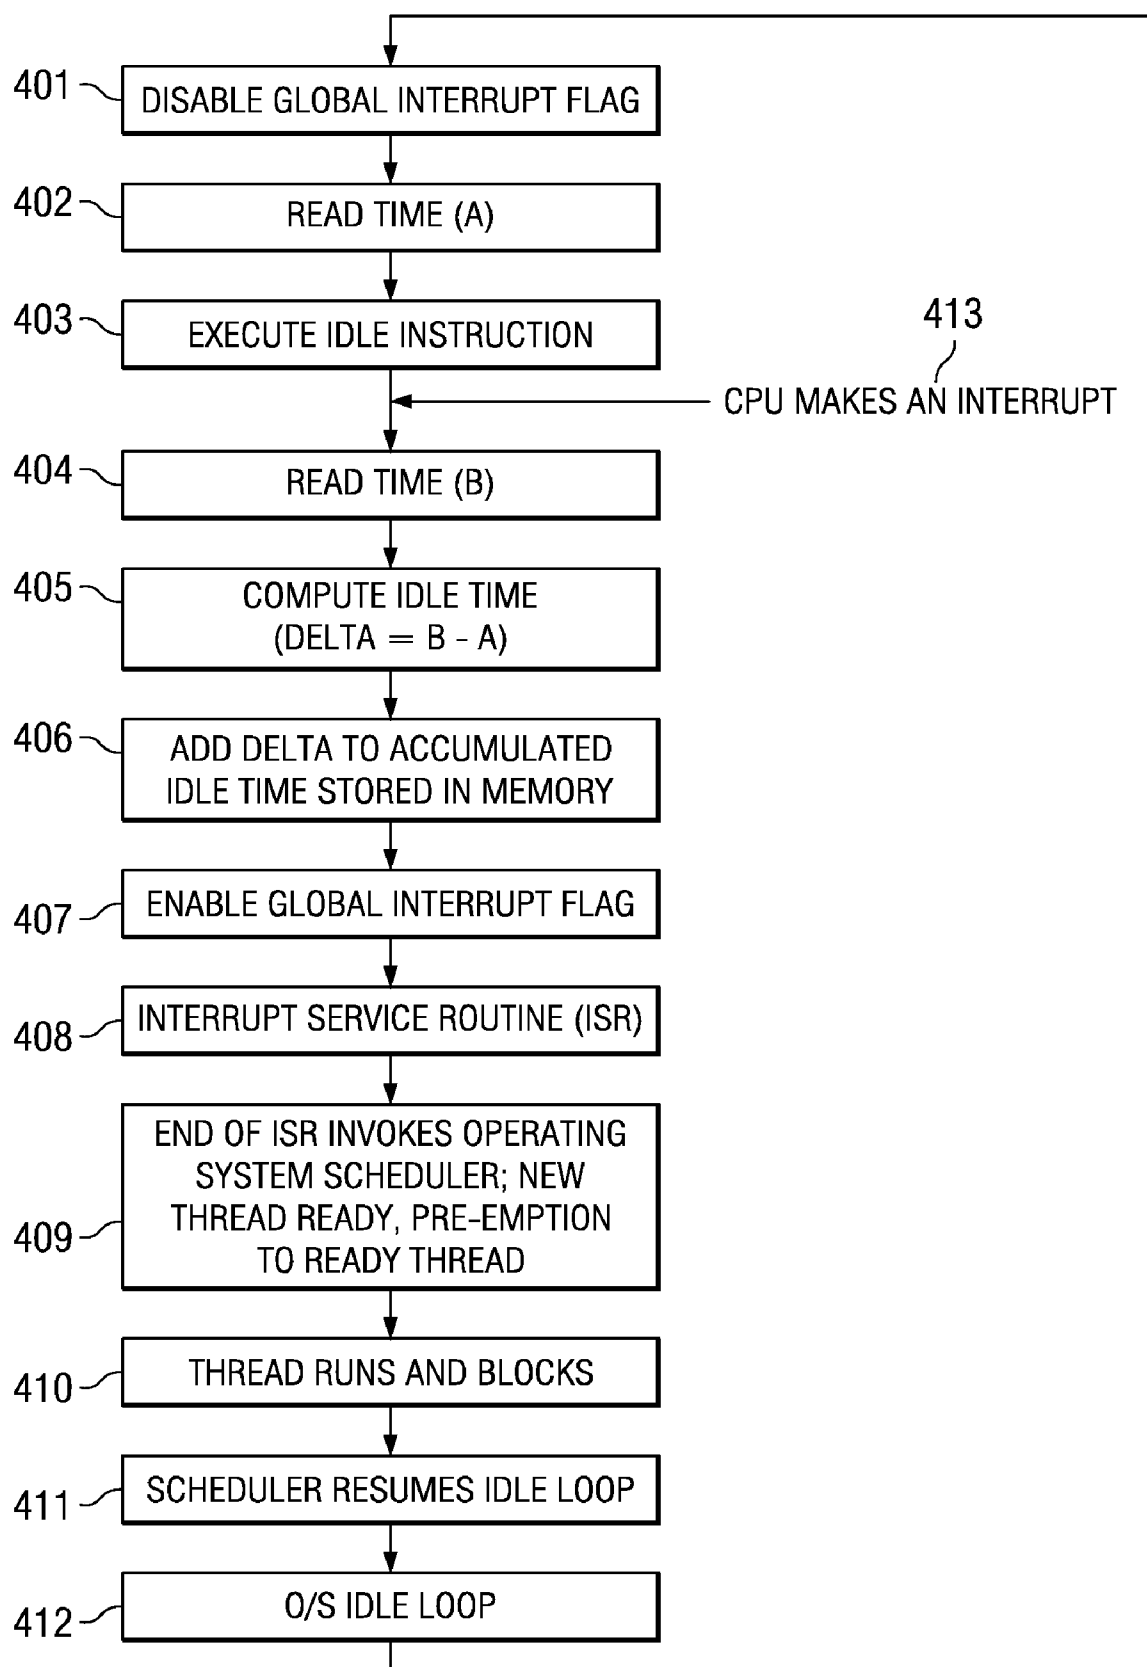 401
DISABLE GLOBAL INTERRUPT FLAG
402
READ TIME (A)
403
EXECUTE IDLE INSTRUCTION
413
CPU MAKES AN INTERRUPT
404
READ TIME (B)
405
COMPUTE IDLE TIME
(DELTA = B - A)
406
ADD DELTA TO ACCUMULATED
IDLE TIME STORED IN MEMORY
407
ENABLE GLOBAL INTERRUPT FLAG
408
INTERRUPT SERVICE ROUTINE (ISR)
409
END OF ISR INVOKES OPERATING
SYSTEM SCHEDULER; NEW
THREAD READY, PRE-EMPTION
TO READY THREAD
410
THREAD RUNS AND BLOCKS
411
SCHEDULER RESUMES IDLE LOOP
412
O/S IDLE LOOP